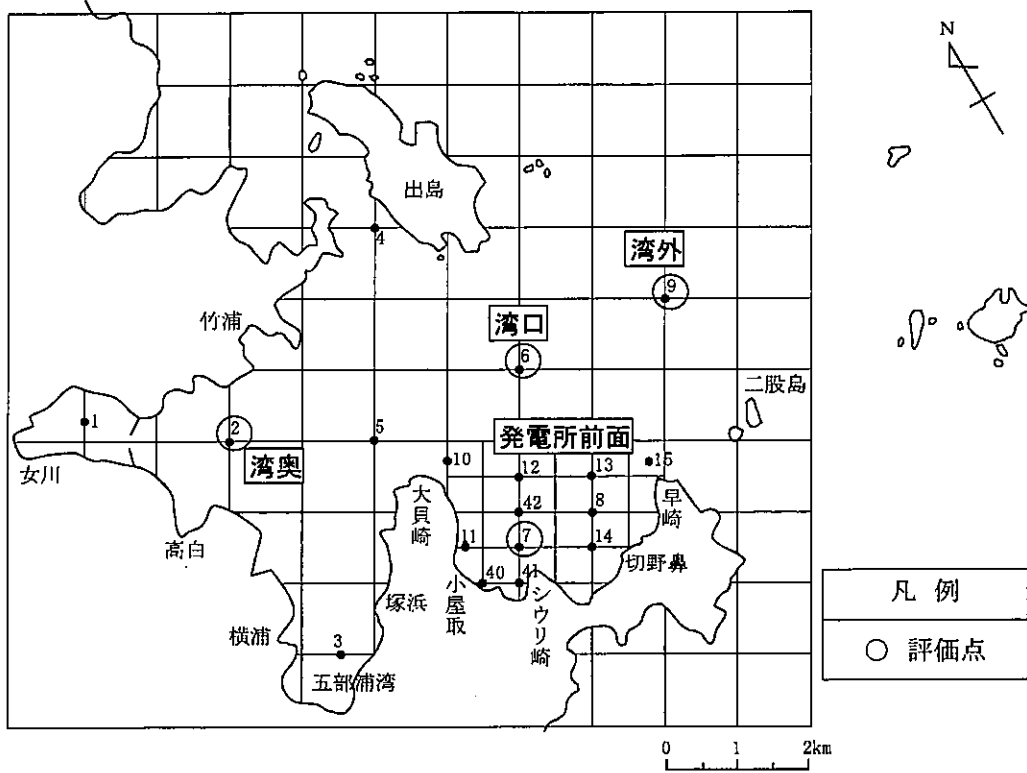 N
出島
4
湾外
9
竹浦
湾口
6
二股島
1
2
5
発電所前面
湾奥
10
12
13
15
女川
大貝崎
42
8
早崎
高白
11
7
14
切野鼻
40
41
小屋取
シウリ崎
塚浜
横浦
3
五部浦湾
凡 例
○ 評価点
0 1 2km